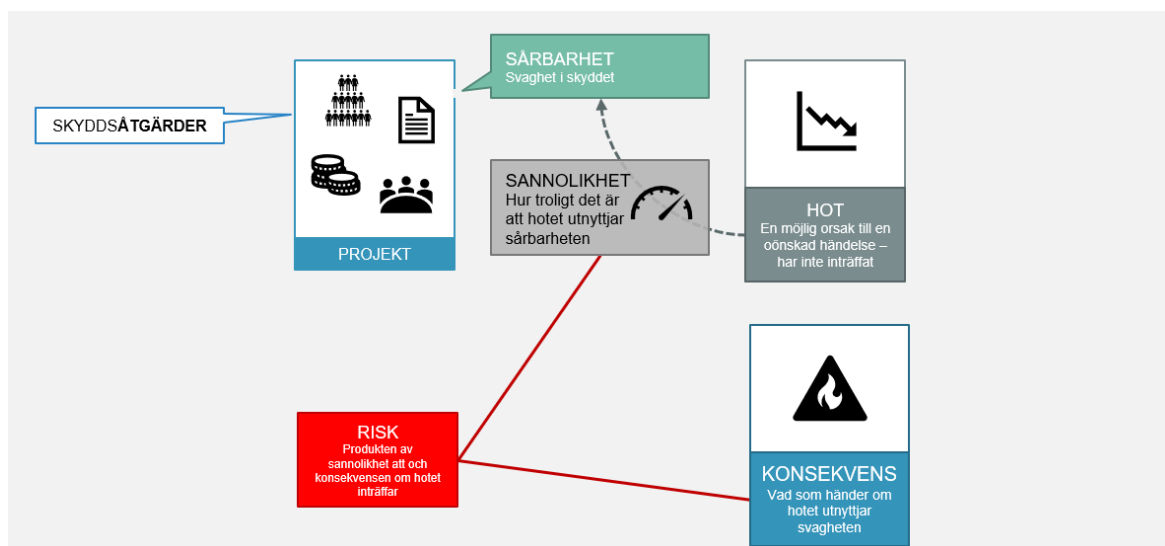 SKYDDSÅTGÄRDER
PROJEKT
SÅRBARHET
Svaghet i skyddet
SANNOLIKHET
Hur troligt det är
att hotet utnyttjar
sårbarheten
HOT
En möjlig orsak till en
oönskad händelse –
har inte inträffat
RISK
Produkten av
sannolikhet att och
konsekvensen om hotet
inträffar
KONSEKVENS
Vad som händer om
hotet utnyttjar
svagheten